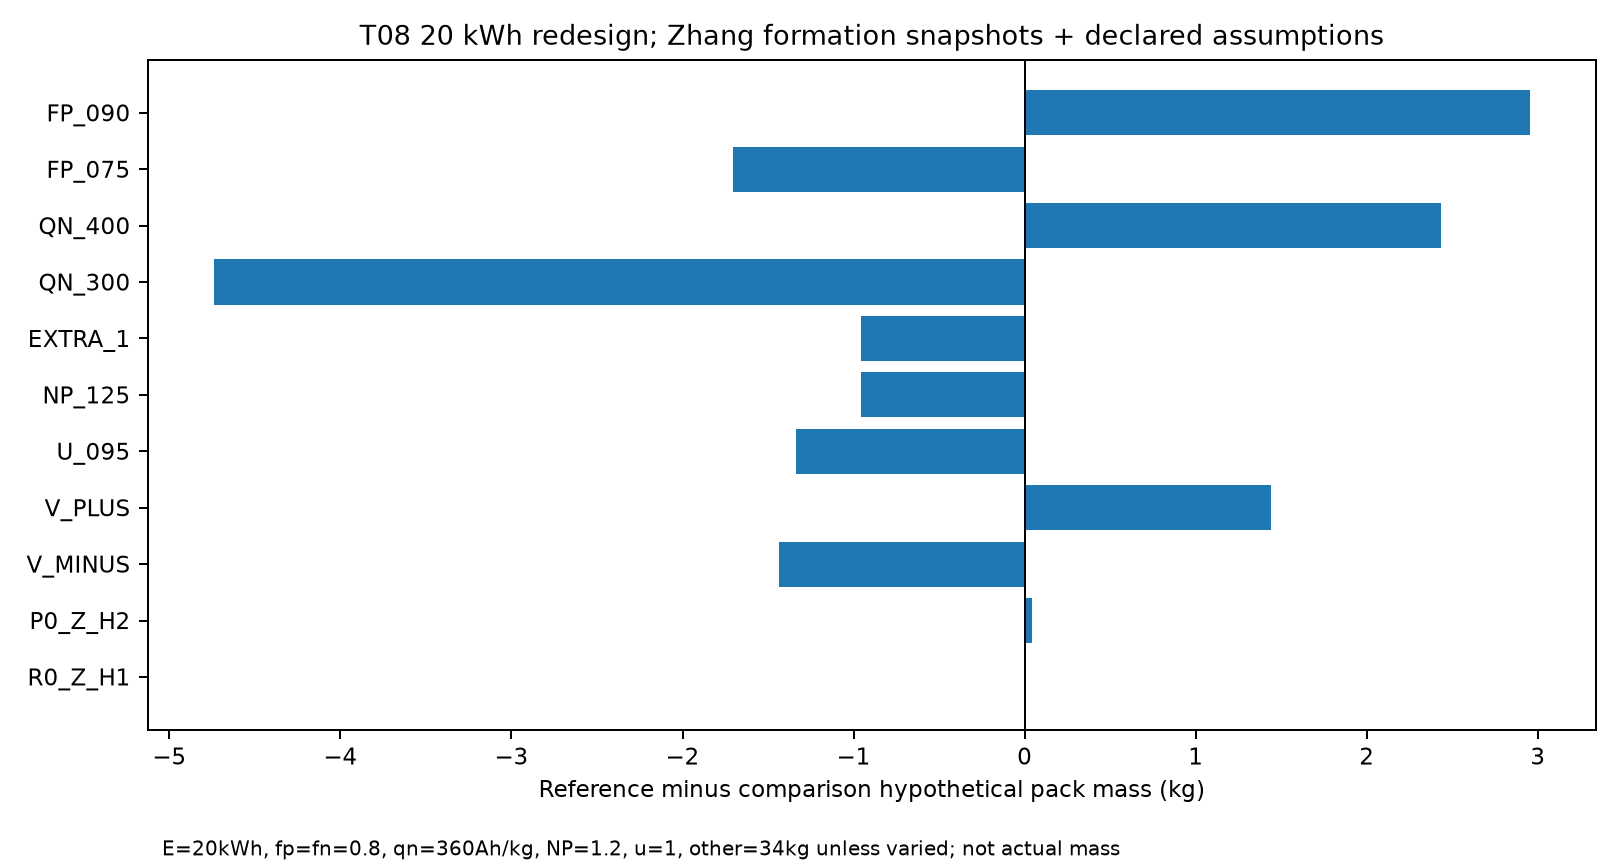 T08 20 kWh redesign; Zhang formation snapshots + declared assumptions
FP_090
FP_075
QN_400
QN_300
EXTRA_1
NP_125
U_095
V_PLUS
V_MINUS
P0_Z_H2
R0_Z_H1
−5 −4 −3 −2 −1 0 1 2 3
Reference minus comparison hypothetical pack mass (kg)
E=20kWh, fp=fn=0.8, qn=360Ah/kg, NP=1.2, u=1, other=34kg unless varied; not actual mass